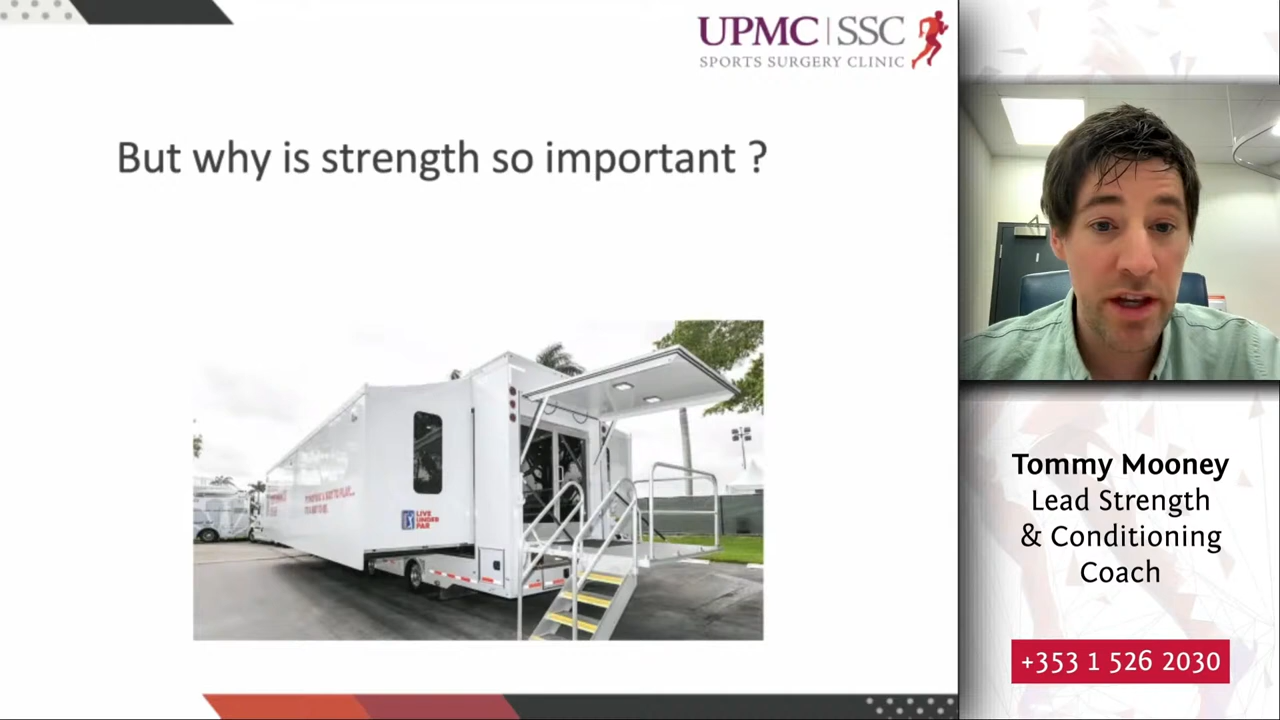 UPMC | SSC
SPORTS SURGERY CLINIC
But why is strength so important ?
LIVE
UNDER
PAR
Tommy Mooney
Lead Strength
& Conditioning
Coach
+353 1 526 2030